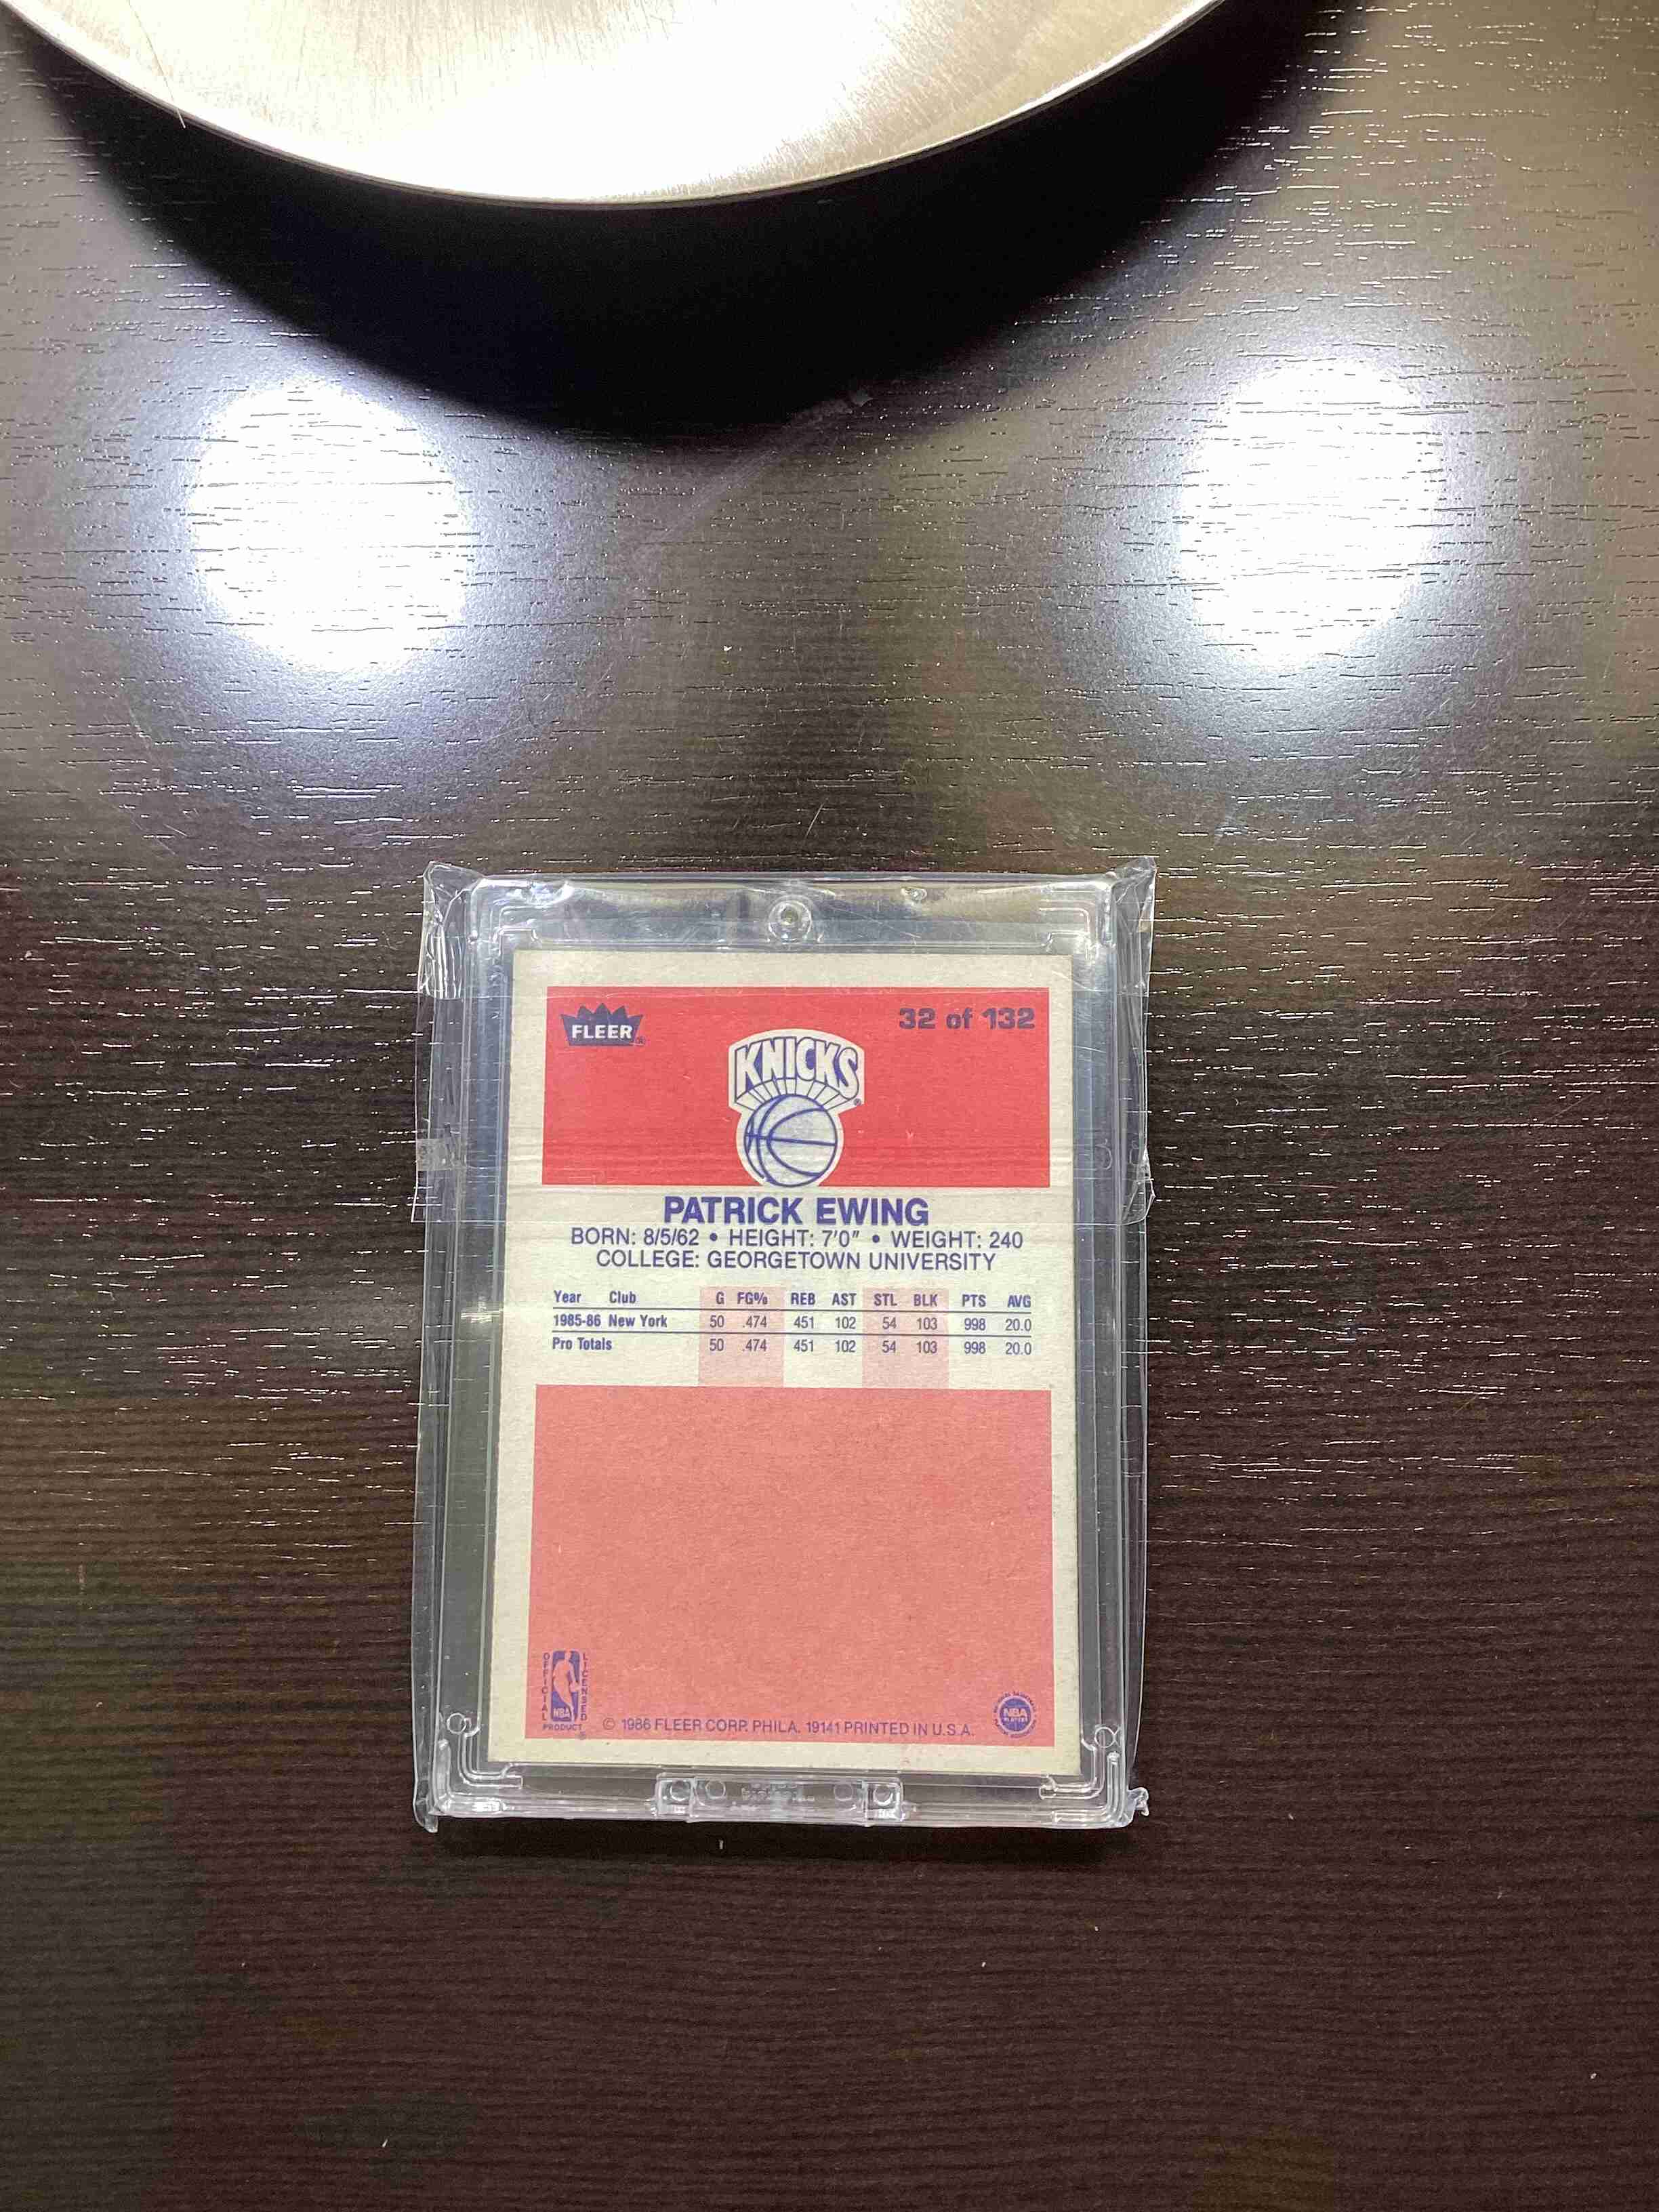 FLEER
32 of 132
KNICKS
PATRICK EWING
BORN: 8/5/62 • HEIGHT: 7'0" • WEIGHT: 240
COLLEGE: GEORGETOWN UNIVERSITY
Year Club G FG% REB AST STL BLK PTS AVG
1985-86 New York 50 .474 451 102 54 103 998 20.0
Pro Totals 50 .474 451 102 54 103 998 20.0
OFFICIAL LICENSED
NBA
PRODUCT
© 1986 FLEER CORP. PHILA. 19141 PRINTED IN U.S.A.
NBA
PLAYERS